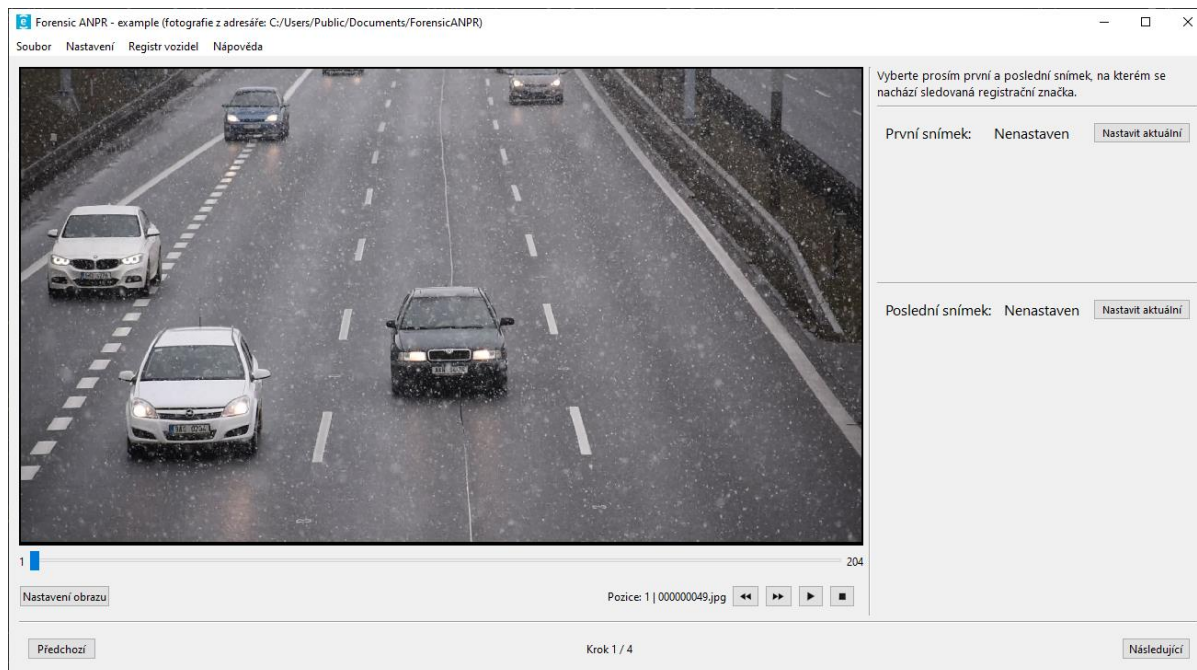 Forensic ANPR - example (fotografie z adresáře: C:/Users/Public/Documents/ForensicANPR)
Soubor Nastavení Registr vozidel Nápověda
Vyberte prosím první a poslední snímek, na kterém se
nachází sledovaná registrační značka.
První snímek: Nenastaven Nastavit aktuální
Poslední snímek: Nenastaven Nastavit aktuální
1 204
Nastavení obrazu Pozice: 1 | 000000049.jpg
Předchozí Krok 1 / 4 Následující